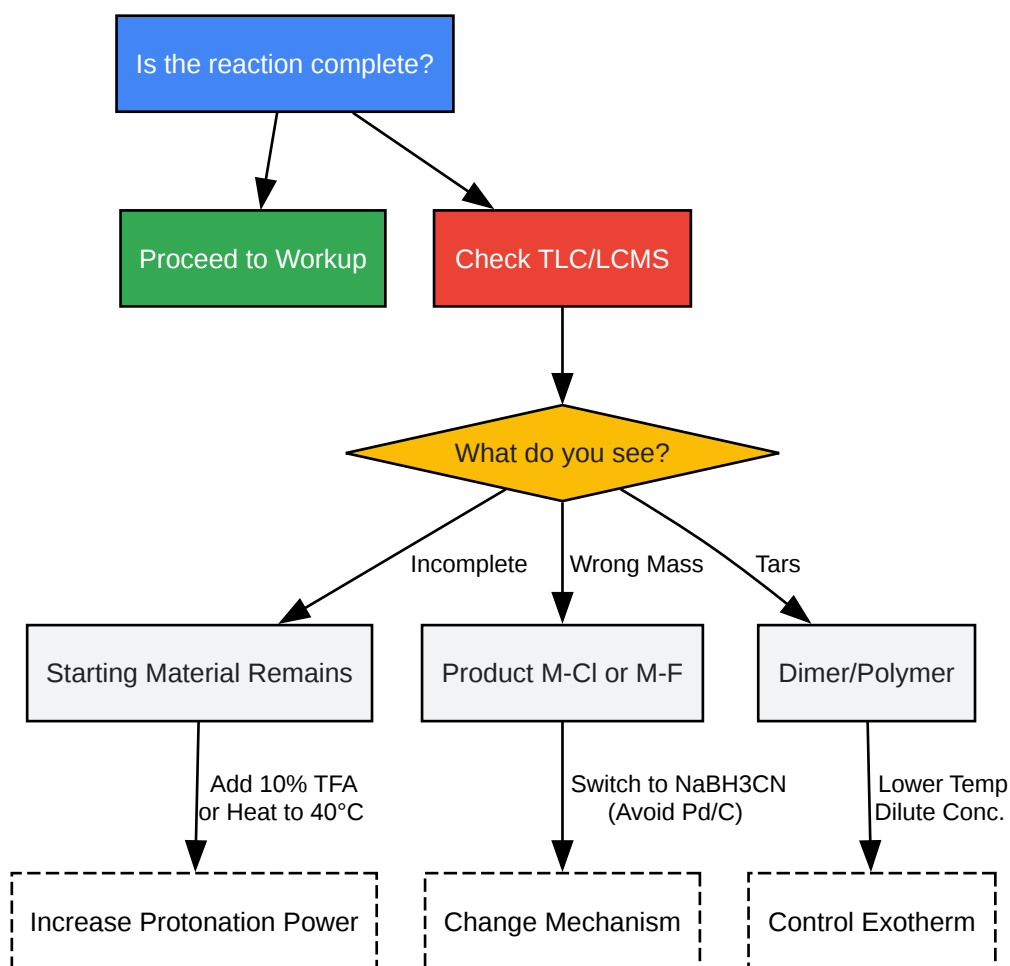 Is the reaction complete?
Proceed to Workup
Check TLC/LCMS
What do you see?
Incomplete
Wrong Mass
Tars
Starting Material Remains
Product M-Cl or M-F
Dimer/Polymer
Add 10% TFA
or Heat to 40°C
Switch to NaBH3CN
(Avoid Pd/C)
Lower Temp
Dilute Conc.
Increase Protonation Power
Change Mechanism
Control Exotherm